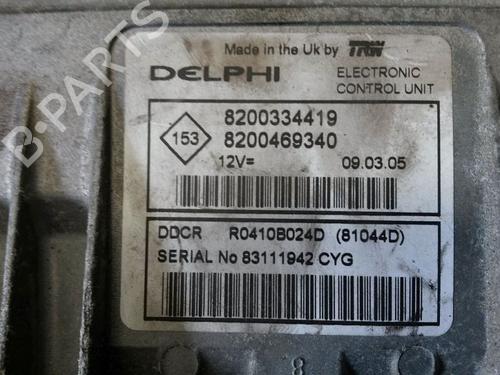 Made in the Uk by TRW
DELPHI
ELECTRONIC
CONTROL UNIT
153
8200334419
8200469340
12V=
09.03.05
DDCR R0410B024D (81044D)
SERIAL No 83111942 CYG
8
B-PARTS